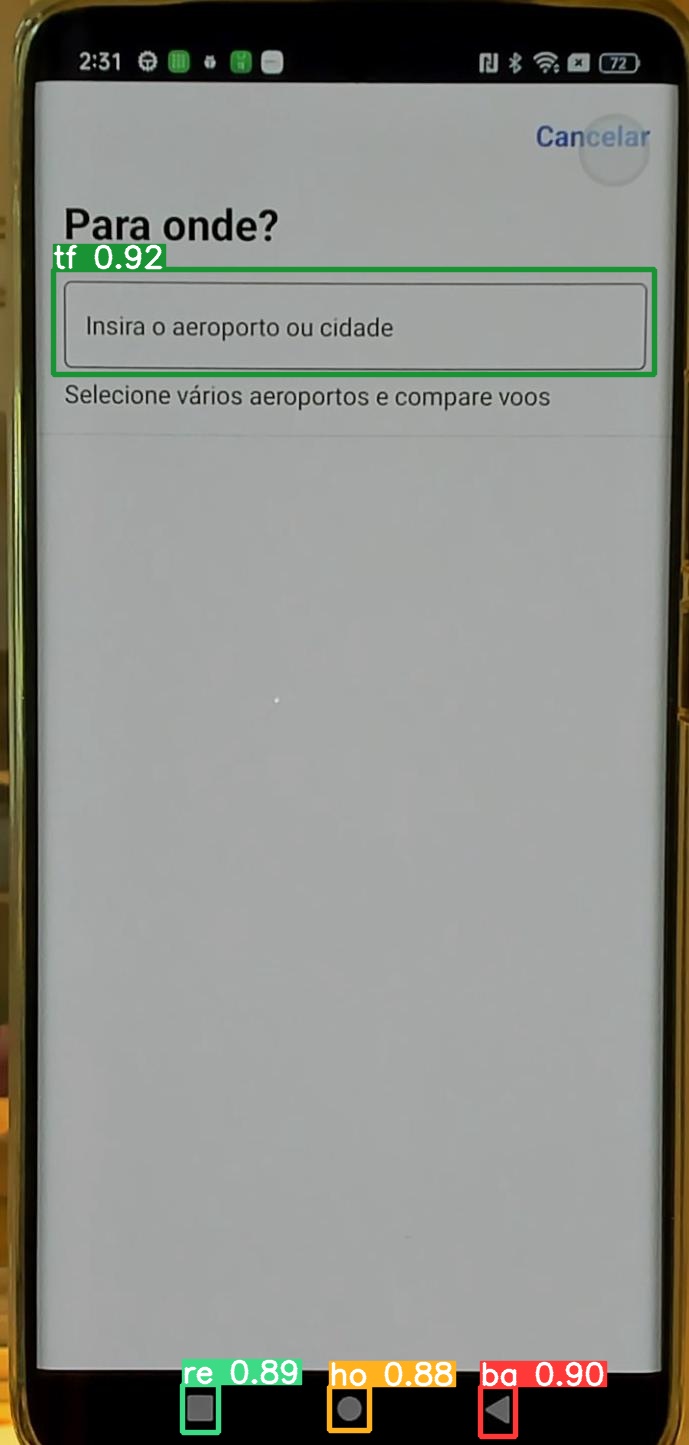 2:31 72
Cancelar
Para onde?
tf 0.92
Insira o aeroporto ou cidade
Selecione vários aeroportos e compare voos
re 0.89 ho 0.88 ba 0.90